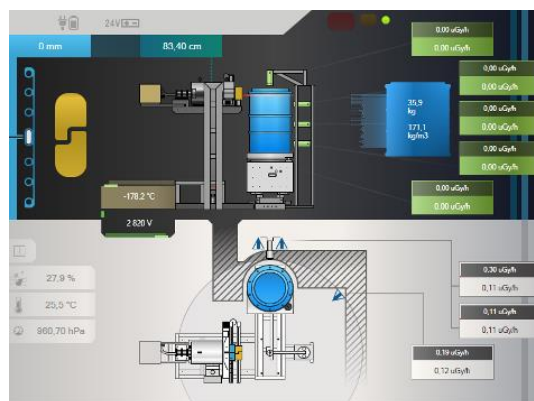 24V
0 mm
83,40 cm
0,00 uGy/h
0,00 uGy/h
0,00 uGy/h
0,00 uGy/h
0,00 uGy/h
0,00 uGy/h
0,00 uGy/h
0,00 uGy/h
0,00 uGy/h
0,00 uGy/h
35,9
kg
171,1
kg/m3
-178.2 °C
2 820 V
27,9 %
25,5 °C
960,70 hPa
0,30 uGy/h
0,11 uGy/h
0,11 uGy/h
0,11 uGy/h
0,19 uGy/h
0,12 uGy/h